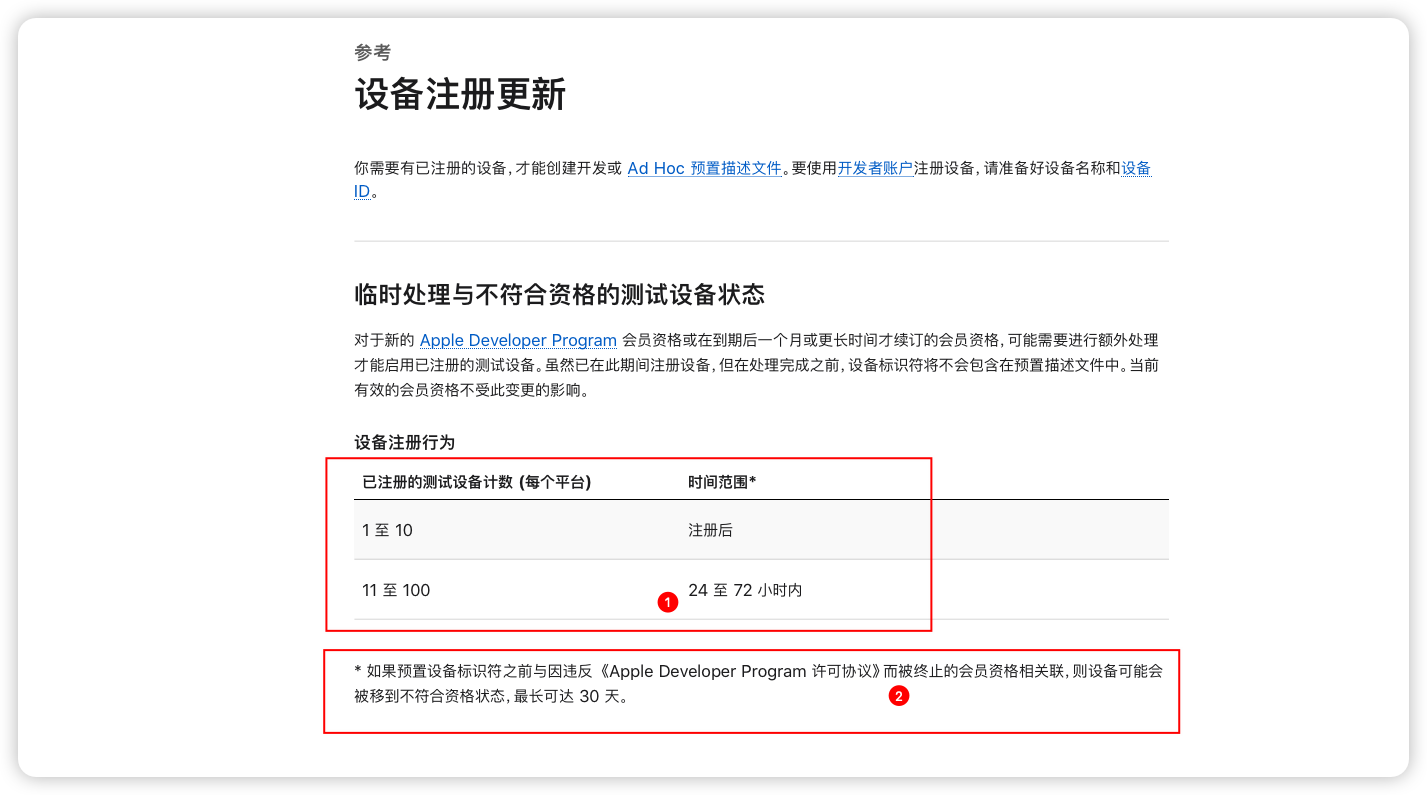 参考
设备注册更新
你需要有已注册的设备，才能创建开发或 Ad Hoc 预置描述文件。要使用开发者账户注册设备，请准备好设备名称和设备
ID。
临时处理与不符合资格的测试设备状态
对于新的 Apple Developer Program 会员资格或在到期后一个月或更长时间才续订的会员资格，可能需要进行额外处理
才能启用已注册的测试设备。虽然已在此期间注册设备，但在处理完成之前，设备标识符将不会包含在预置描述文件中。当前
有效的会员资格不受此变更的影响。
设备注册行为
已注册的测试设备计数 (每个平台) 时间范围*
1 至 10 注册后
11 至 100 24 至 72 小时内
1
* 如果预置设备标识符之前与因违反《Apple Developer Program 许可协议》而被终止的会员资格相关联，则设备可能会
被移到不符合资格状态，最长可达 30 天。
2